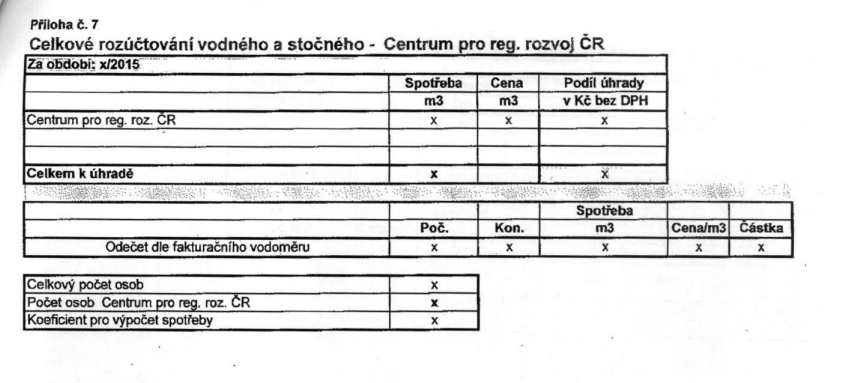 Příloha č. 7
Celkové rozúčtování vodného a stočného - Centrum pro reg. rozvoj ČR
Za období: x/2015
Spotřeba Cena Podíl úhrady
m3 m3 v Kč bez DPH
Centrum pro reg. roz. ČR x x x
Celkem k úhradě x x
Spotřeba
Poč. Kon. m3 Cena/m3 Částka
Odečet dle fakturačního vodoměru x x x x x
Celkový počet osob x
Počet osob Centrum pro reg. roz. ČR x
Koeficient pro výpočet spotřeby x